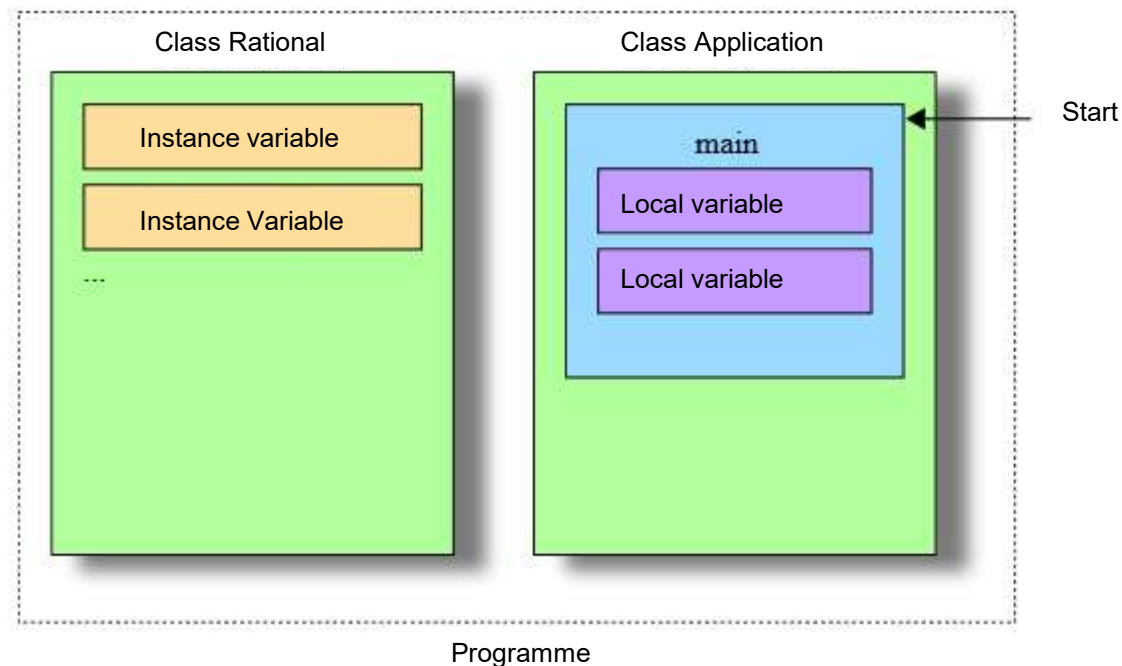 Class Rational
Class Application
Start
Instance variable
Instance Variable
...
main
Local variable
Local variable
Programme